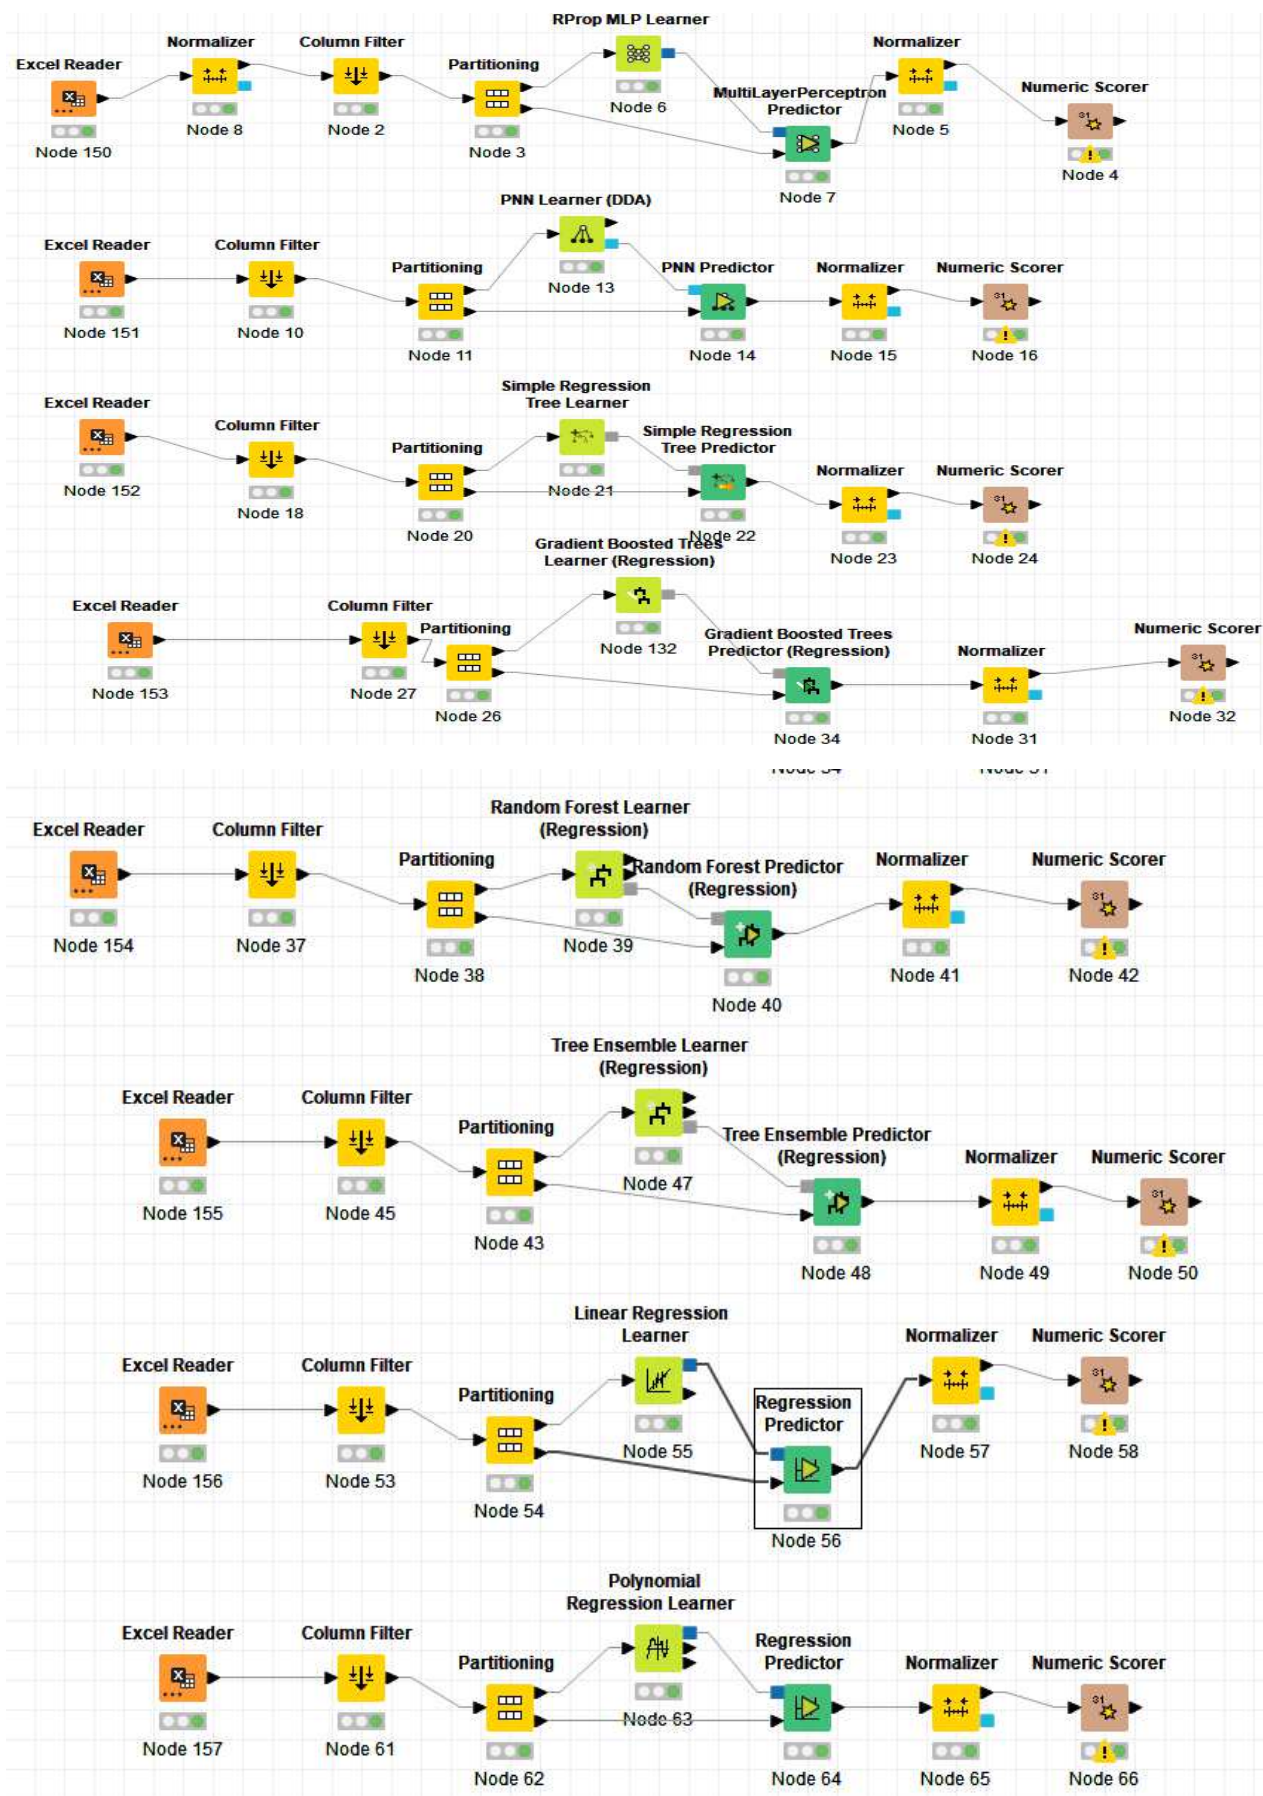 RProp MLP Learner
Normalizer
Column Filter
Normalizer
Excel Reader
Partitioning
Numeric Scorer
Node 6
MultiLayerPerceptron
Predictor
Node 8
Node 2
Node 5
Node 150
Node 3
Node 4
Node 7
PNN Learner (DDA)
Excel Reader
Column Filter
Partitioning
PNN Predictor
Normalizer
Numeric Scorer
Node 13
Node 151
Node 10
Node 11
Node 14
Node 15
Node 16
Simple Regression
Tree Learner
Excel Reader
Column Filter
Partitioning
Simple Regression
Tree Predictor
Normalizer
Numeric Scorer
Node 152
Node 21
Node 18
Node 20
Node 22
Node 23
Node 24
Gradient Boosted Trees
Learner (Regression)
Excel Reader
Column Filter
Partitioning
Numeric Scorer
Node 132
Gradient Boosted Trees
Predictor (Regression)
Normalizer
Node 153
Node 27
Node 26
Node 32
Node 34
Node 31
Random Forest Learner
(Regression)
Excel Reader
Column Filter
Partitioning
Random Forest Predictor
(Regression)
Normalizer
Numeric Scorer
Node 154
Node 37
Node 39
Node 38
Node 41
Node 42
Node 40
Tree Ensemble Learner
(Regression)
Excel Reader
Column Filter
Partitioning
Tree Ensemble Predictor
(Regression)
Normalizer
Numeric Scorer
Node 47
Node 155
Node 45
Node 43
Node 48
Node 49
Node 50
Linear Regression
Learner
Normalizer
Numeric Scorer
Excel Reader
Column Filter
Partitioning
Regression
Predictor
Node 55
Node 57
Node 58
Node 156
Node 53
Node 54
Node 56
Polynomial
Regression Learner
Excel Reader
Column Filter
Partitioning
Regression
Predictor
Normalizer
Numeric Scorer
Node 63
Node 157
Node 61
Node 62
Node 64
Node 65
Node 66